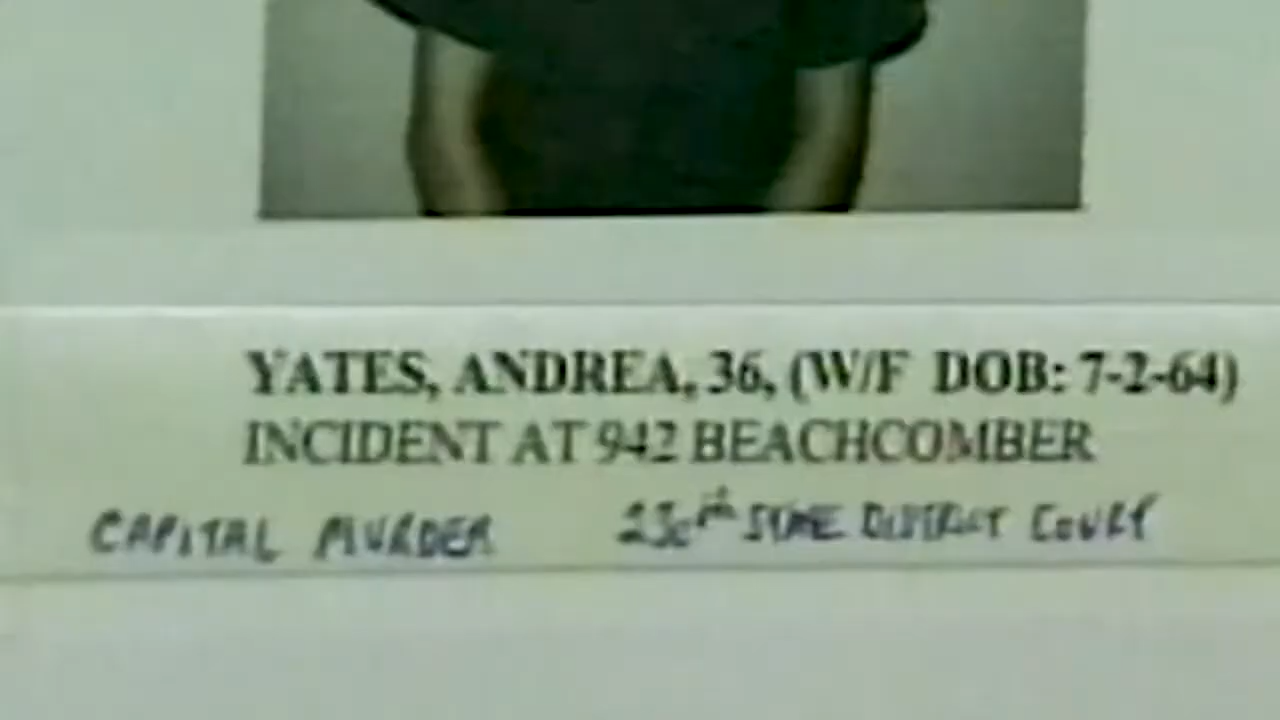 YATES, ANDREA, 36, (W/F DOB: 7-2-64)
INCIDENT AT 942 BEACHCOMBER
CAPITAL MURDER 230th STATE DISTRICT COURT